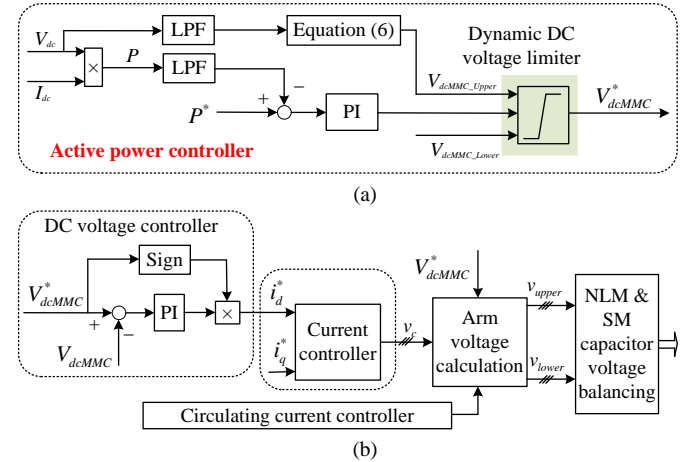 V_dc
LPF
Equation (6)
Dynamic DC
voltage limiter
I_dc
×
P
LPF
V_dcMMC_Upper
V*_dcMMC
P*
+
−
PI
V_dcMMC_Lower
Active power controller
(a)
DC voltage controller
Sign
V*_dcMMC
+
−
PI
×
V_dcMMC
i*_d
i*_q
Current
controller
v_c
V*_dcMMC
Arm
voltage
calculation
v_upper
v_lower
NLM &
SM
capacitor
voltage
balancing
Circulating current controller
(b)